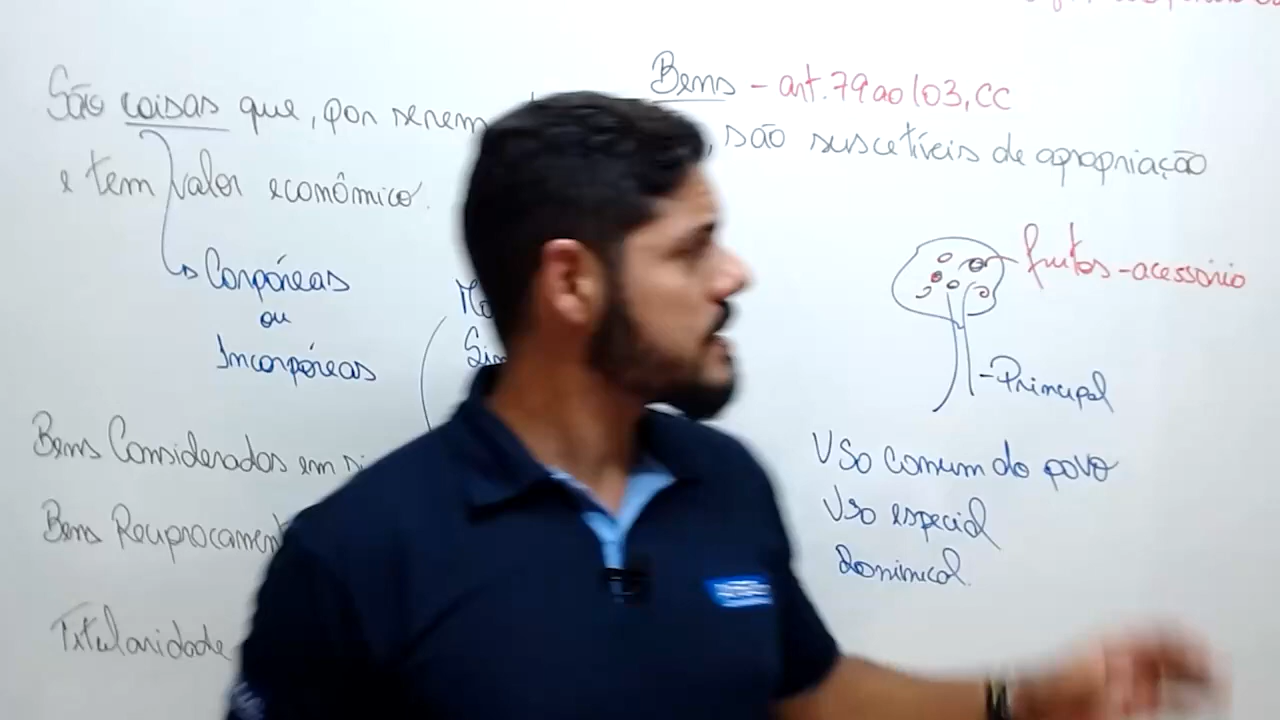 Bens - art. 79 ao 103, CC
São coisas que, por serem
, são suscetíveis de apropriação
e tem valor econômico.
Corpóreas
ou
Incorpóreas
frutos - acessório
- Principal
Bens Considerados em si
Bens Reciprocament
Titularidade
Uso comum do povo
Uso especial
Dominical.